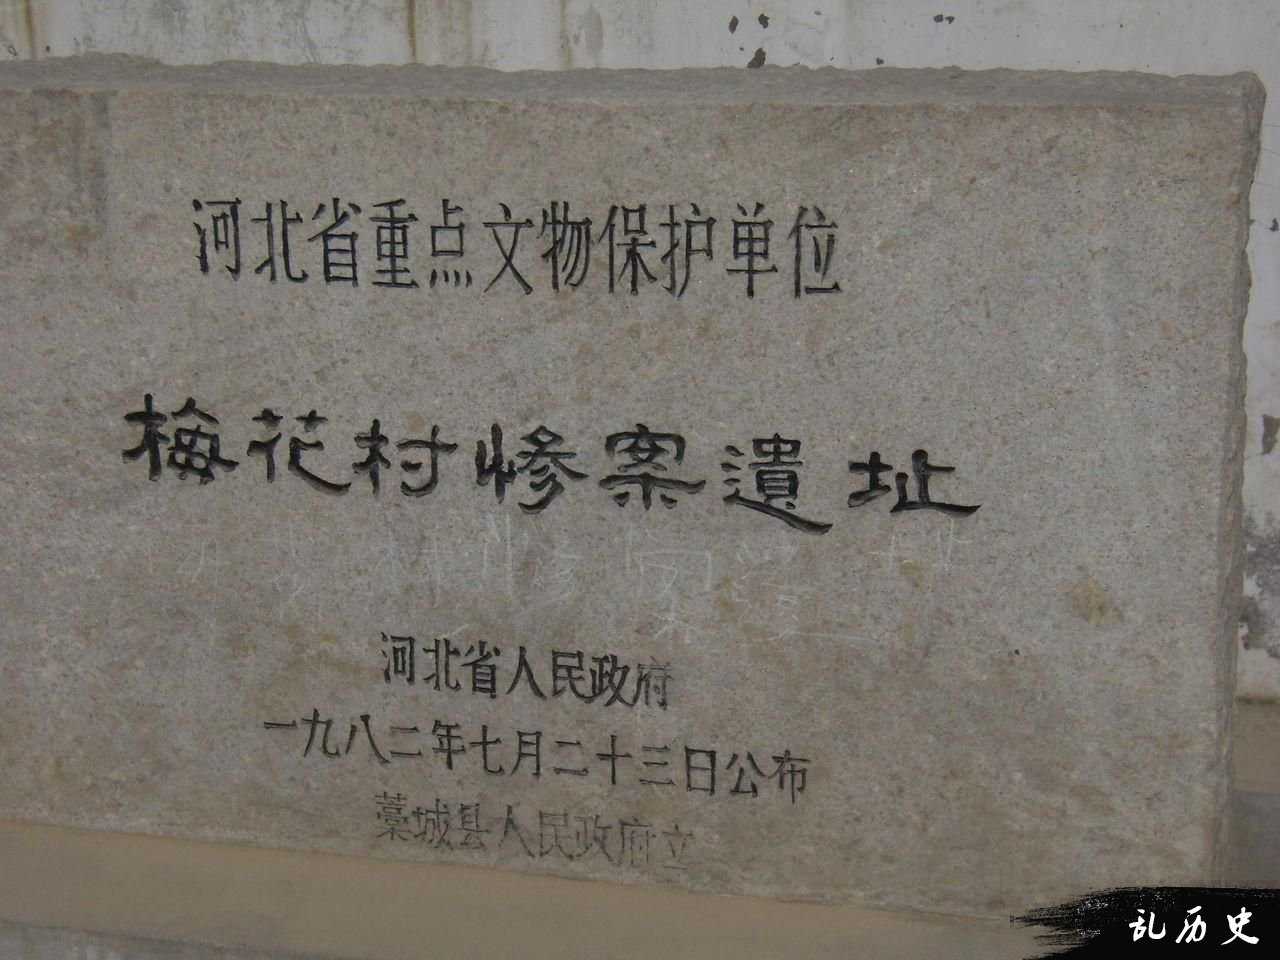 河北省重点文物保护单位
梅花村惨案遺址
河北省人民政府
一九八二年七月二十三日公布
藁城县人民政府立
乱历史